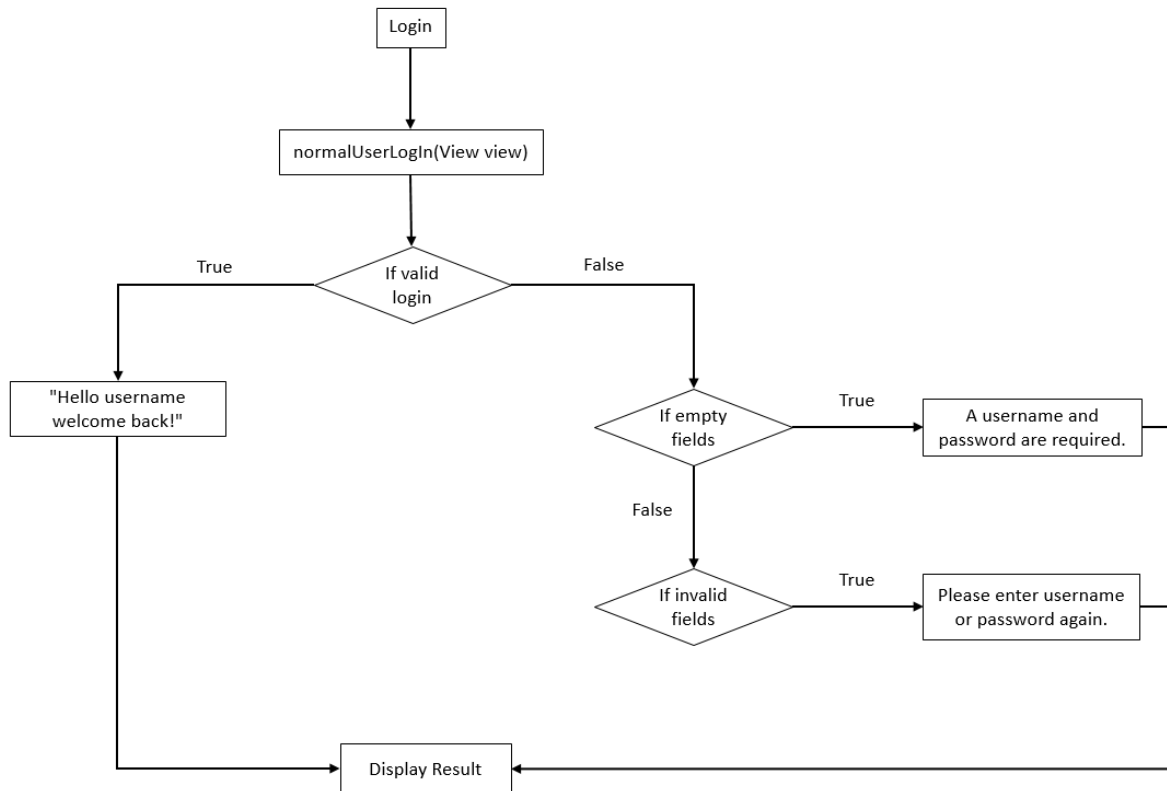 Login
normalUserLogIn(View view)
If valid
login
True
False
"Hello username
welcome back!"
If empty
fields
True
A username and
password are required.
False
If invalid
fields
True
Please enter username
or password again.
Display Result